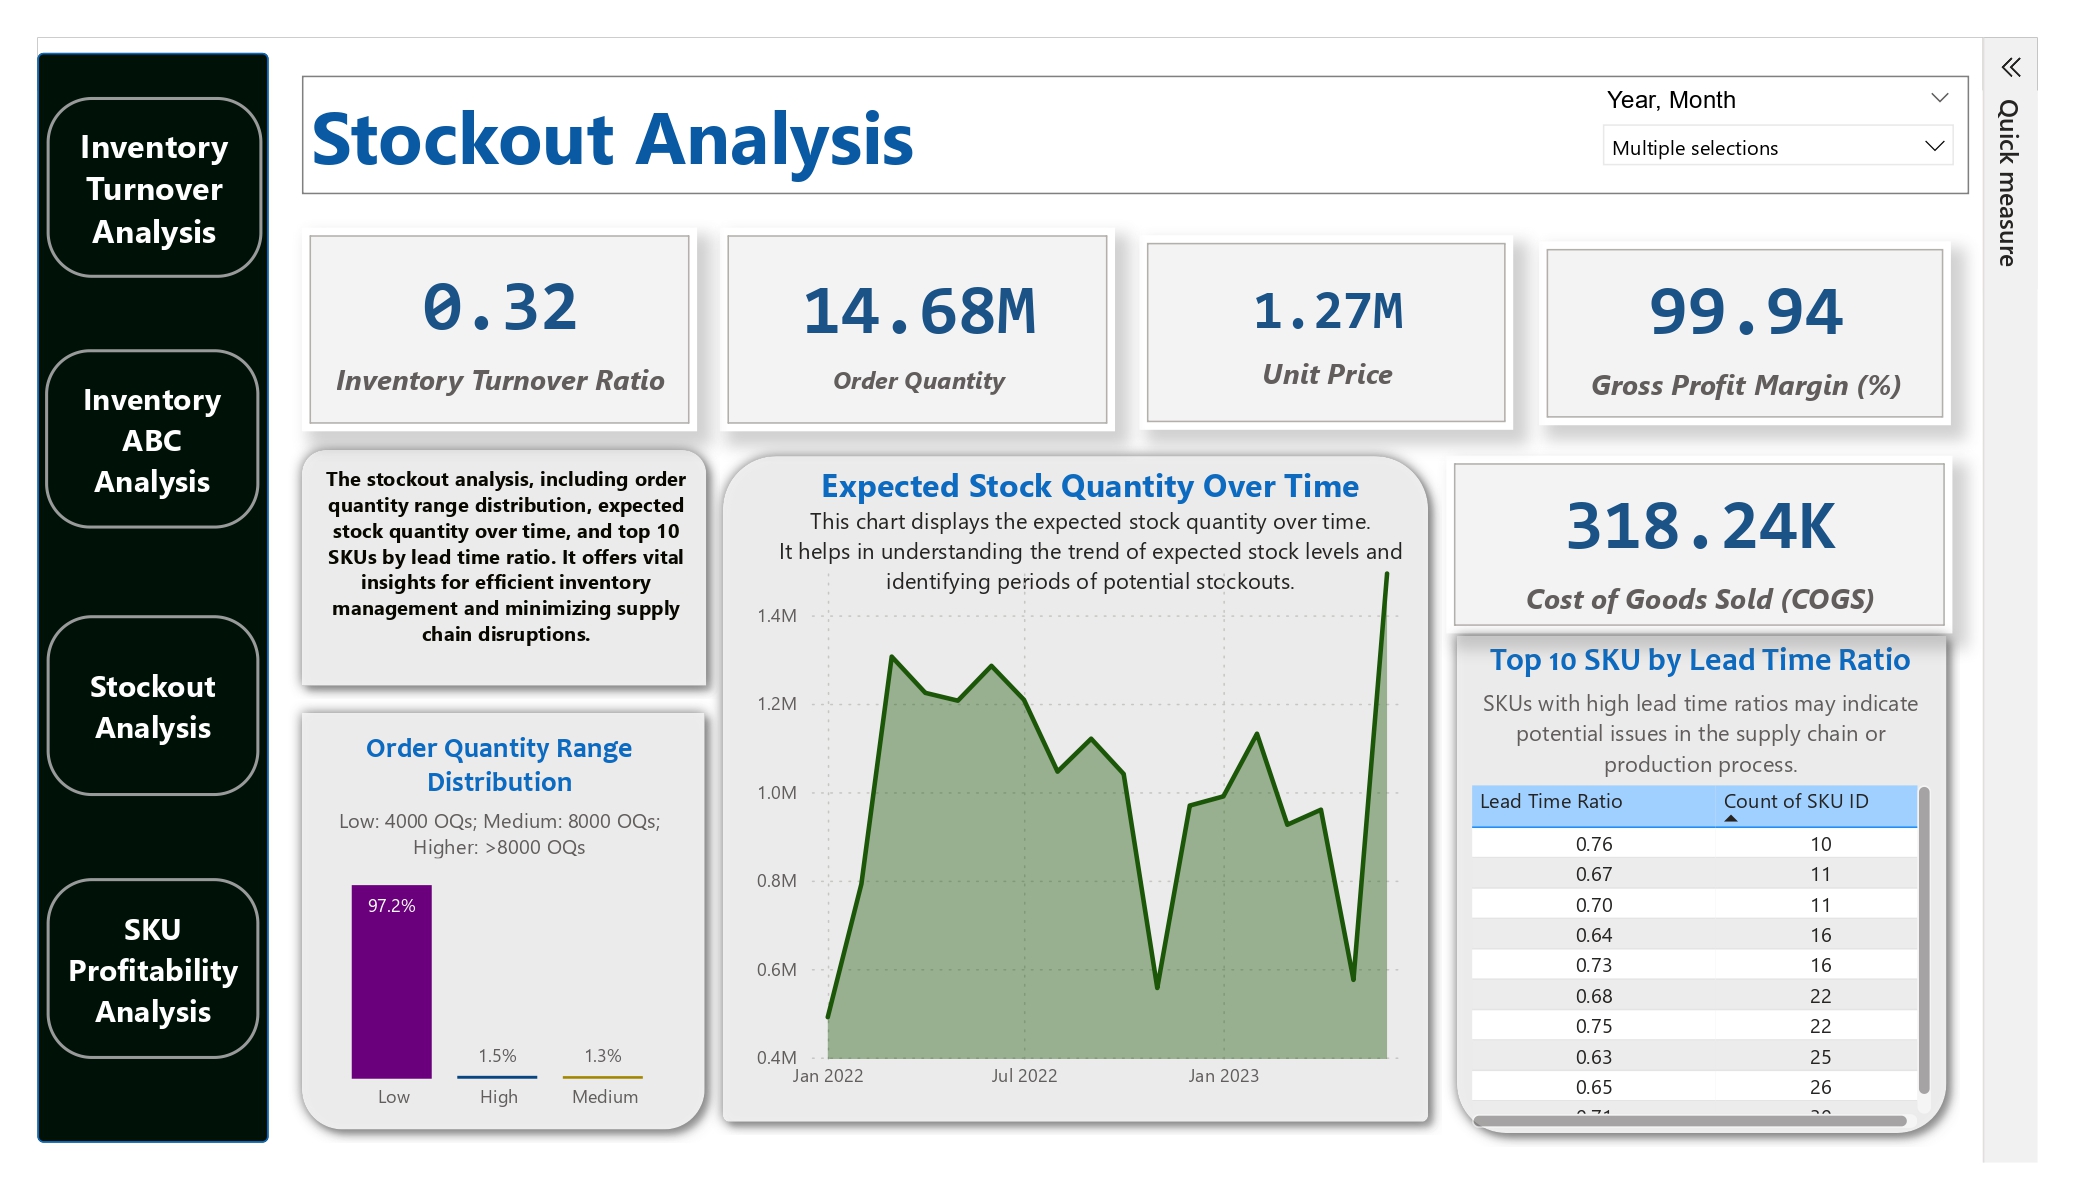 Inventory
Turnover
Analysis
Inventory
ABC
Analysis
Stockout
Analysis
SKU
Profitability
Analysis
Stockout Analysis
Year, Month
Multiple selections
Quick measure
0.32
Inventory Turnover Ratio
14.68M
Order Quantity
1.27M
Unit Price
99.94
Gross Profit Margin (%)
The stockout analysis, including order
quantity range distribution, expected
stock quantity over time, and top 10
SKUs by lead time ratio. It offers vital
insights for efficient inventory
management and minimizing supply
chain disruptions.
Order Quantity Range
Distribution
Low: 4000 OQs; Medium: 8000 OQs;
Higher: >8000 OQs
97.2%
1.5%
1.3%
Low
High
Medium
Expected Stock Quantity Over Time
This chart displays the expected stock quantity over time.
It helps in understanding the trend of expected stock levels and
identifying periods of potential stockouts.
1.4M
1.2M
1.0M
0.8M
0.6M
0.4M
Jan 2022
Jul 2022
Jan 2023
318.24K
Cost of Goods Sold (COGS)
Top 10 SKU by Lead Time Ratio
SKUs with high lead time ratios may indicate
potential issues in the supply chain or
production process.
Lead Time Ratio Count of SKU ID
0.76 10
0.67 11
0.70 11
0.64 16
0.73 16
0.68 22
0.75 22
0.63 25
0.65 26